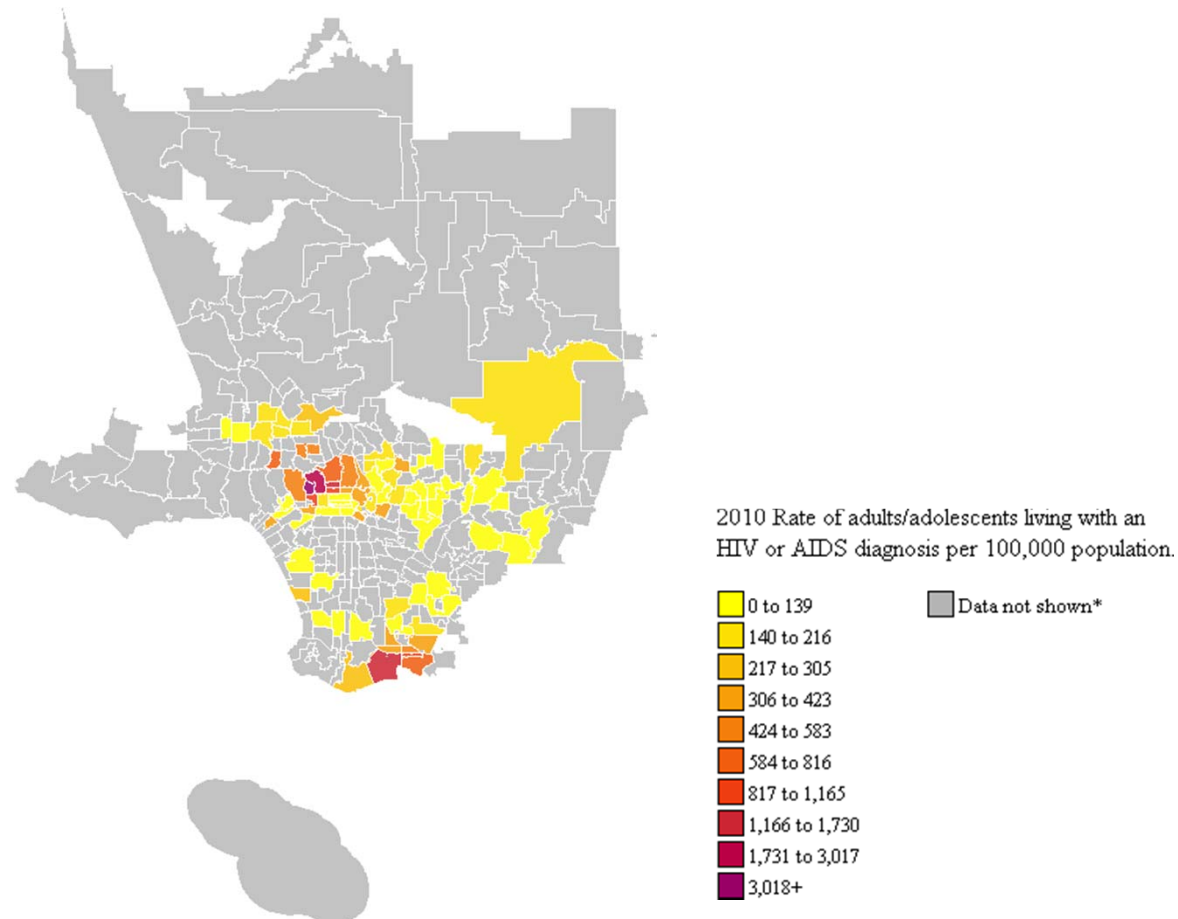 2010 Rate of adults/adolescents living with an
HIV or AIDS diagnosis per 100,000 population.
0 to 139
Data not shown*
140 to 216
217 to 305
306 to 423
424 to 583
584 to 816
817 to 1,165
1,166 to 1,730
1,731 to 3,017
3,018+